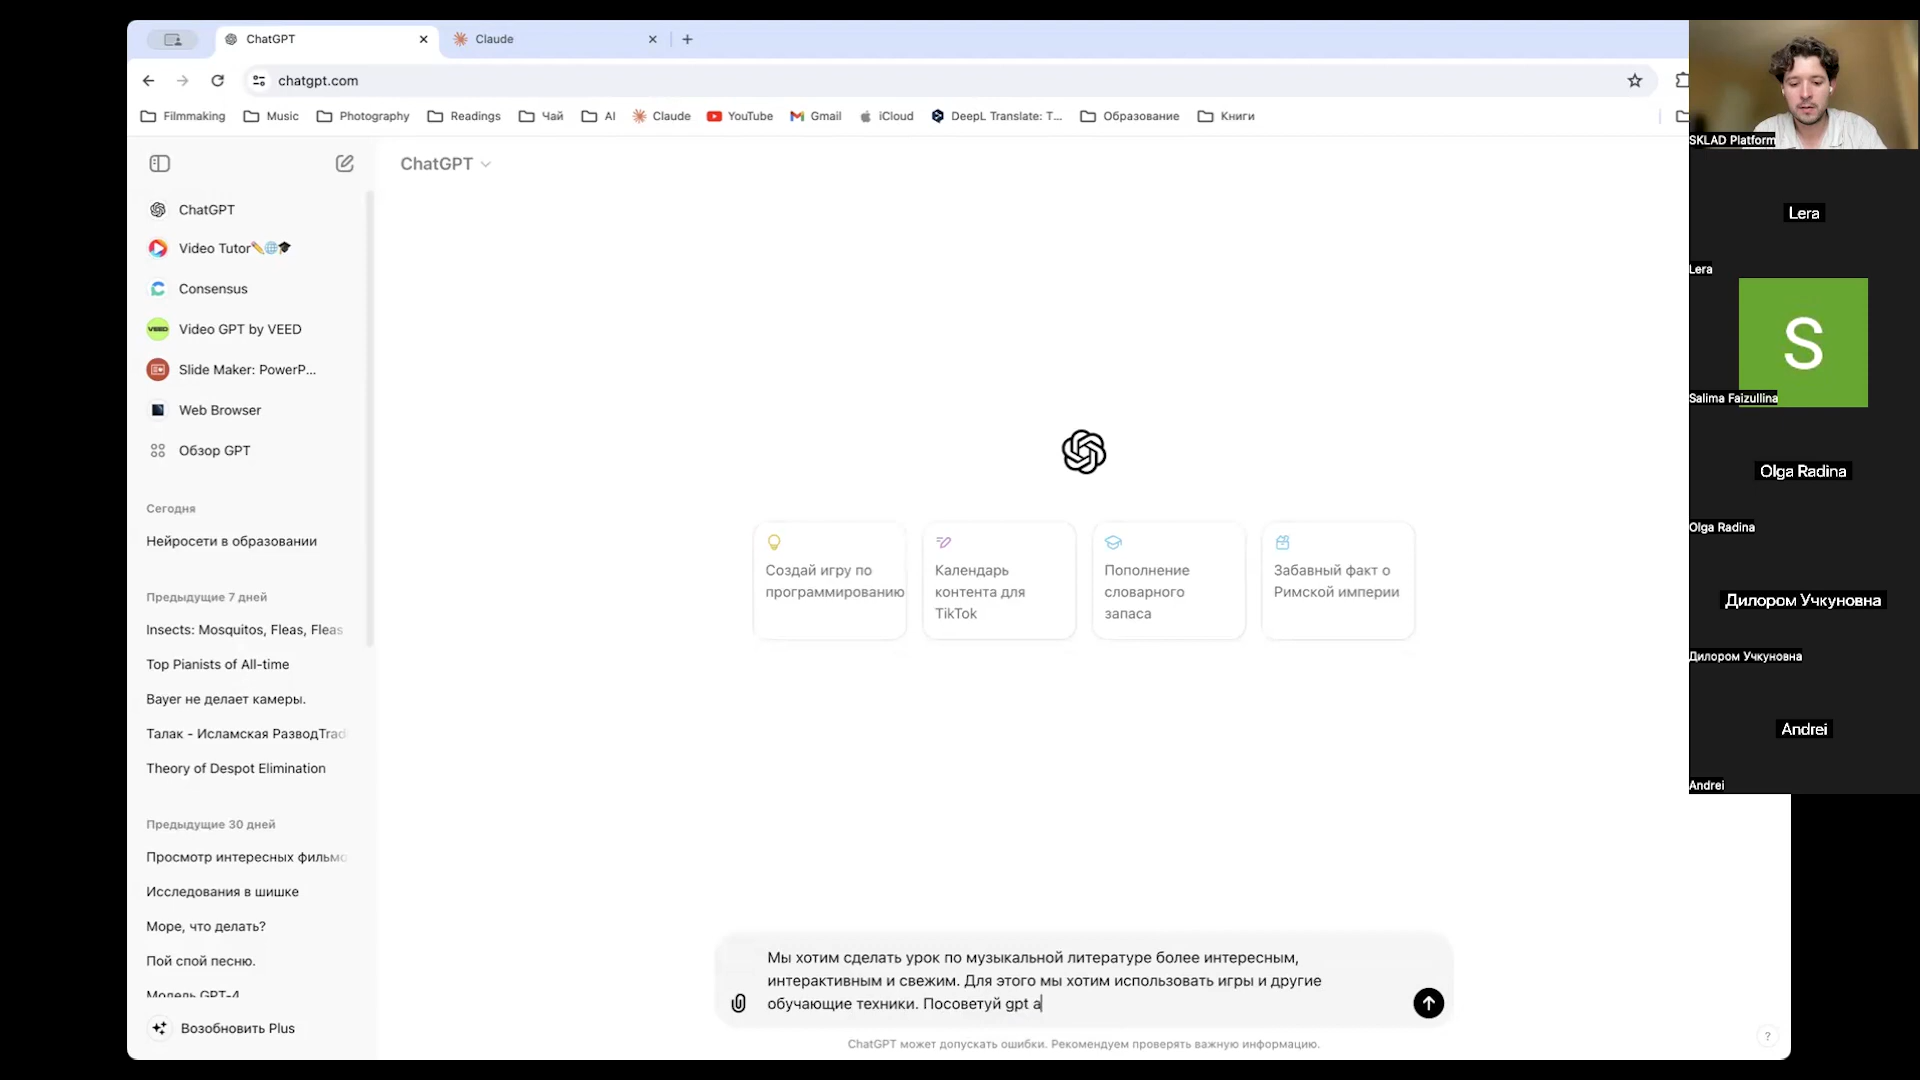 ChatGPT
Claude
chatgpt.com
Filmmaking
Music
Photography
Readings
Чай
AI
Claude
YouTube
Gmail
iCloud
DeepL Translate: T...
Образование
Книги
ChatGPT
ChatGPT
Video Tutor✏️🌐🎓
Consensus
VEED
Video GPT by VEED
Slide Maker: PowerP...
Web Browser
Обзор GPT
Сегодня
Нейросети в образовании
Предыдущие 7 дней
Insects: Mosquitos, Fleas, Fleas
Top Pianists of All-time
Bayer не делает камеры.
Талак - Исламская РазводTrad
Theory of Despot Elimination
Предыдущие 30 дней
Просмотр интересных фильмо
Исследования в шишке
Море, что делать?
Пой спой песню.
Модель GPT-4
Возобновить Plus
Создай игру по
программированию
Календарь
контента для
TikTok
Пополнение
словарного
запаса
Забавный факт о
Римской империи
Мы хотим сделать урок по музыкальной литературе более интересным,
интерактивным и свежим. Для этого мы хотим использовать игры и другие
обучающие техники. Посоветуй gpt а
ChatGPT может допускать ошибки. Рекомендуем проверять важную информацию.
?
SKLAD Platform
Lera
Lera
S
Salima Faizullina
Olga Radina
Olga Radina
Дилором Учкуновна
Дилором Учкуновна
Andrei
Andrei